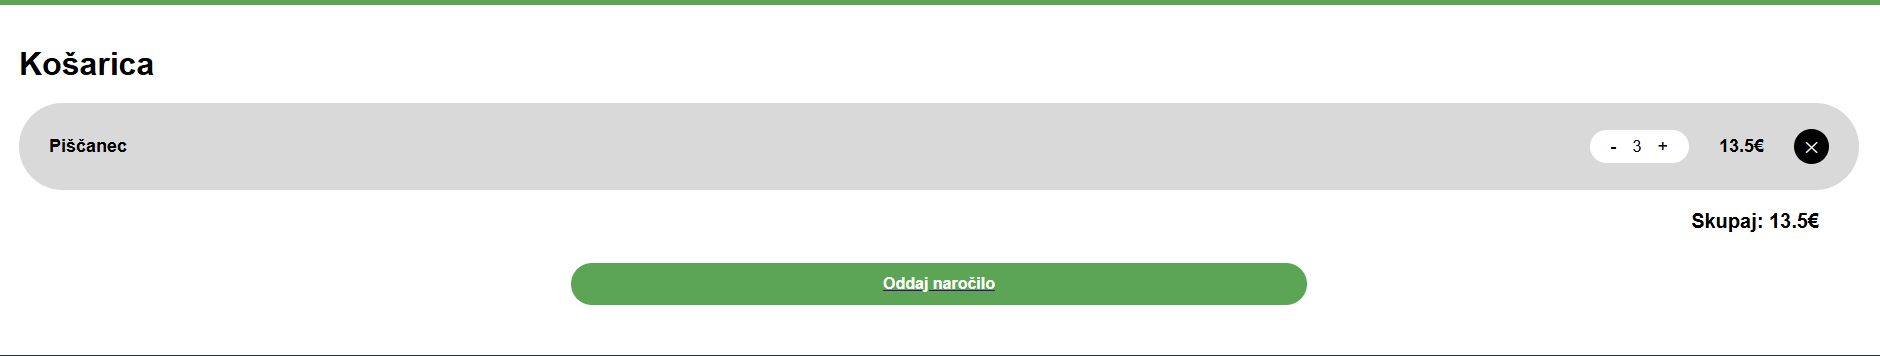 Košarica
Piščanec - 3 + 13.5€
Skupaj: 13.5€
Oddaj naročilo